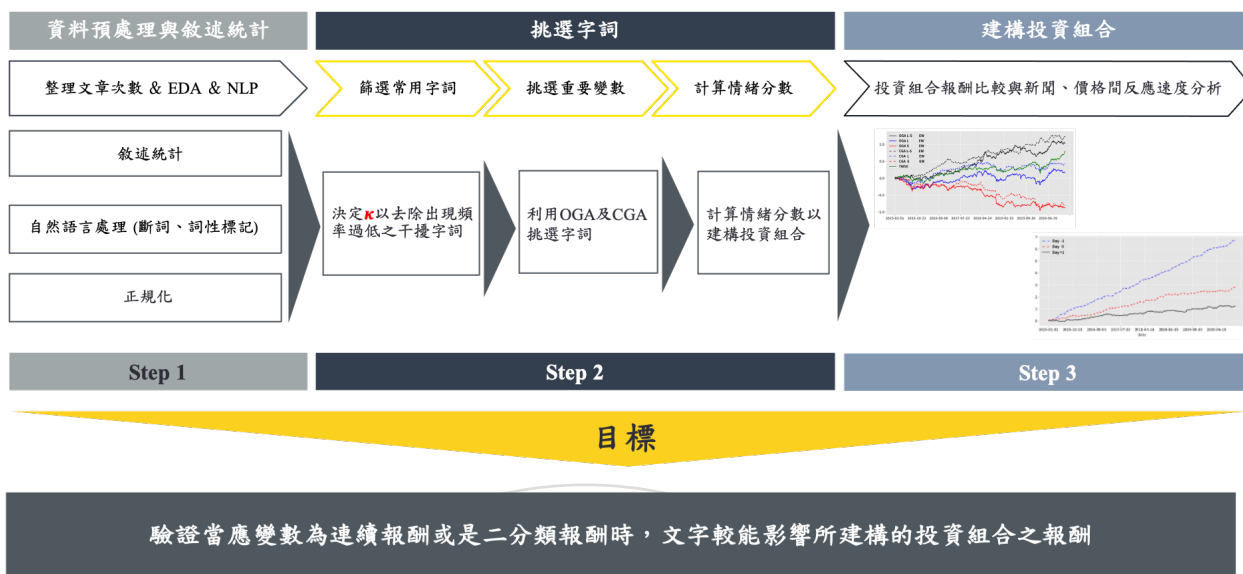 資料預處理與敘述統計
挑選字詞
建構投資組合
整理文章次數 & EDA & NLP
篩選常用字詞
挑選重要變數
計算情緒分數
投資組合報酬比較與新聞、價格間反應速度分析
敘述統計
自然語言處理 (斷詞、詞性標記)
正規化
決定κ以去除出現頻
率過低之干擾字詞
利用OGA及CGA
挑選字詞
計算情緒分數以
建構投資組合
Day -1
Day+1
Step 1
Step 2
Step 3
目標
驗證當應變數為連續報酬或是二分類報酬時，文字較能影響所建構的投資組合之報酬